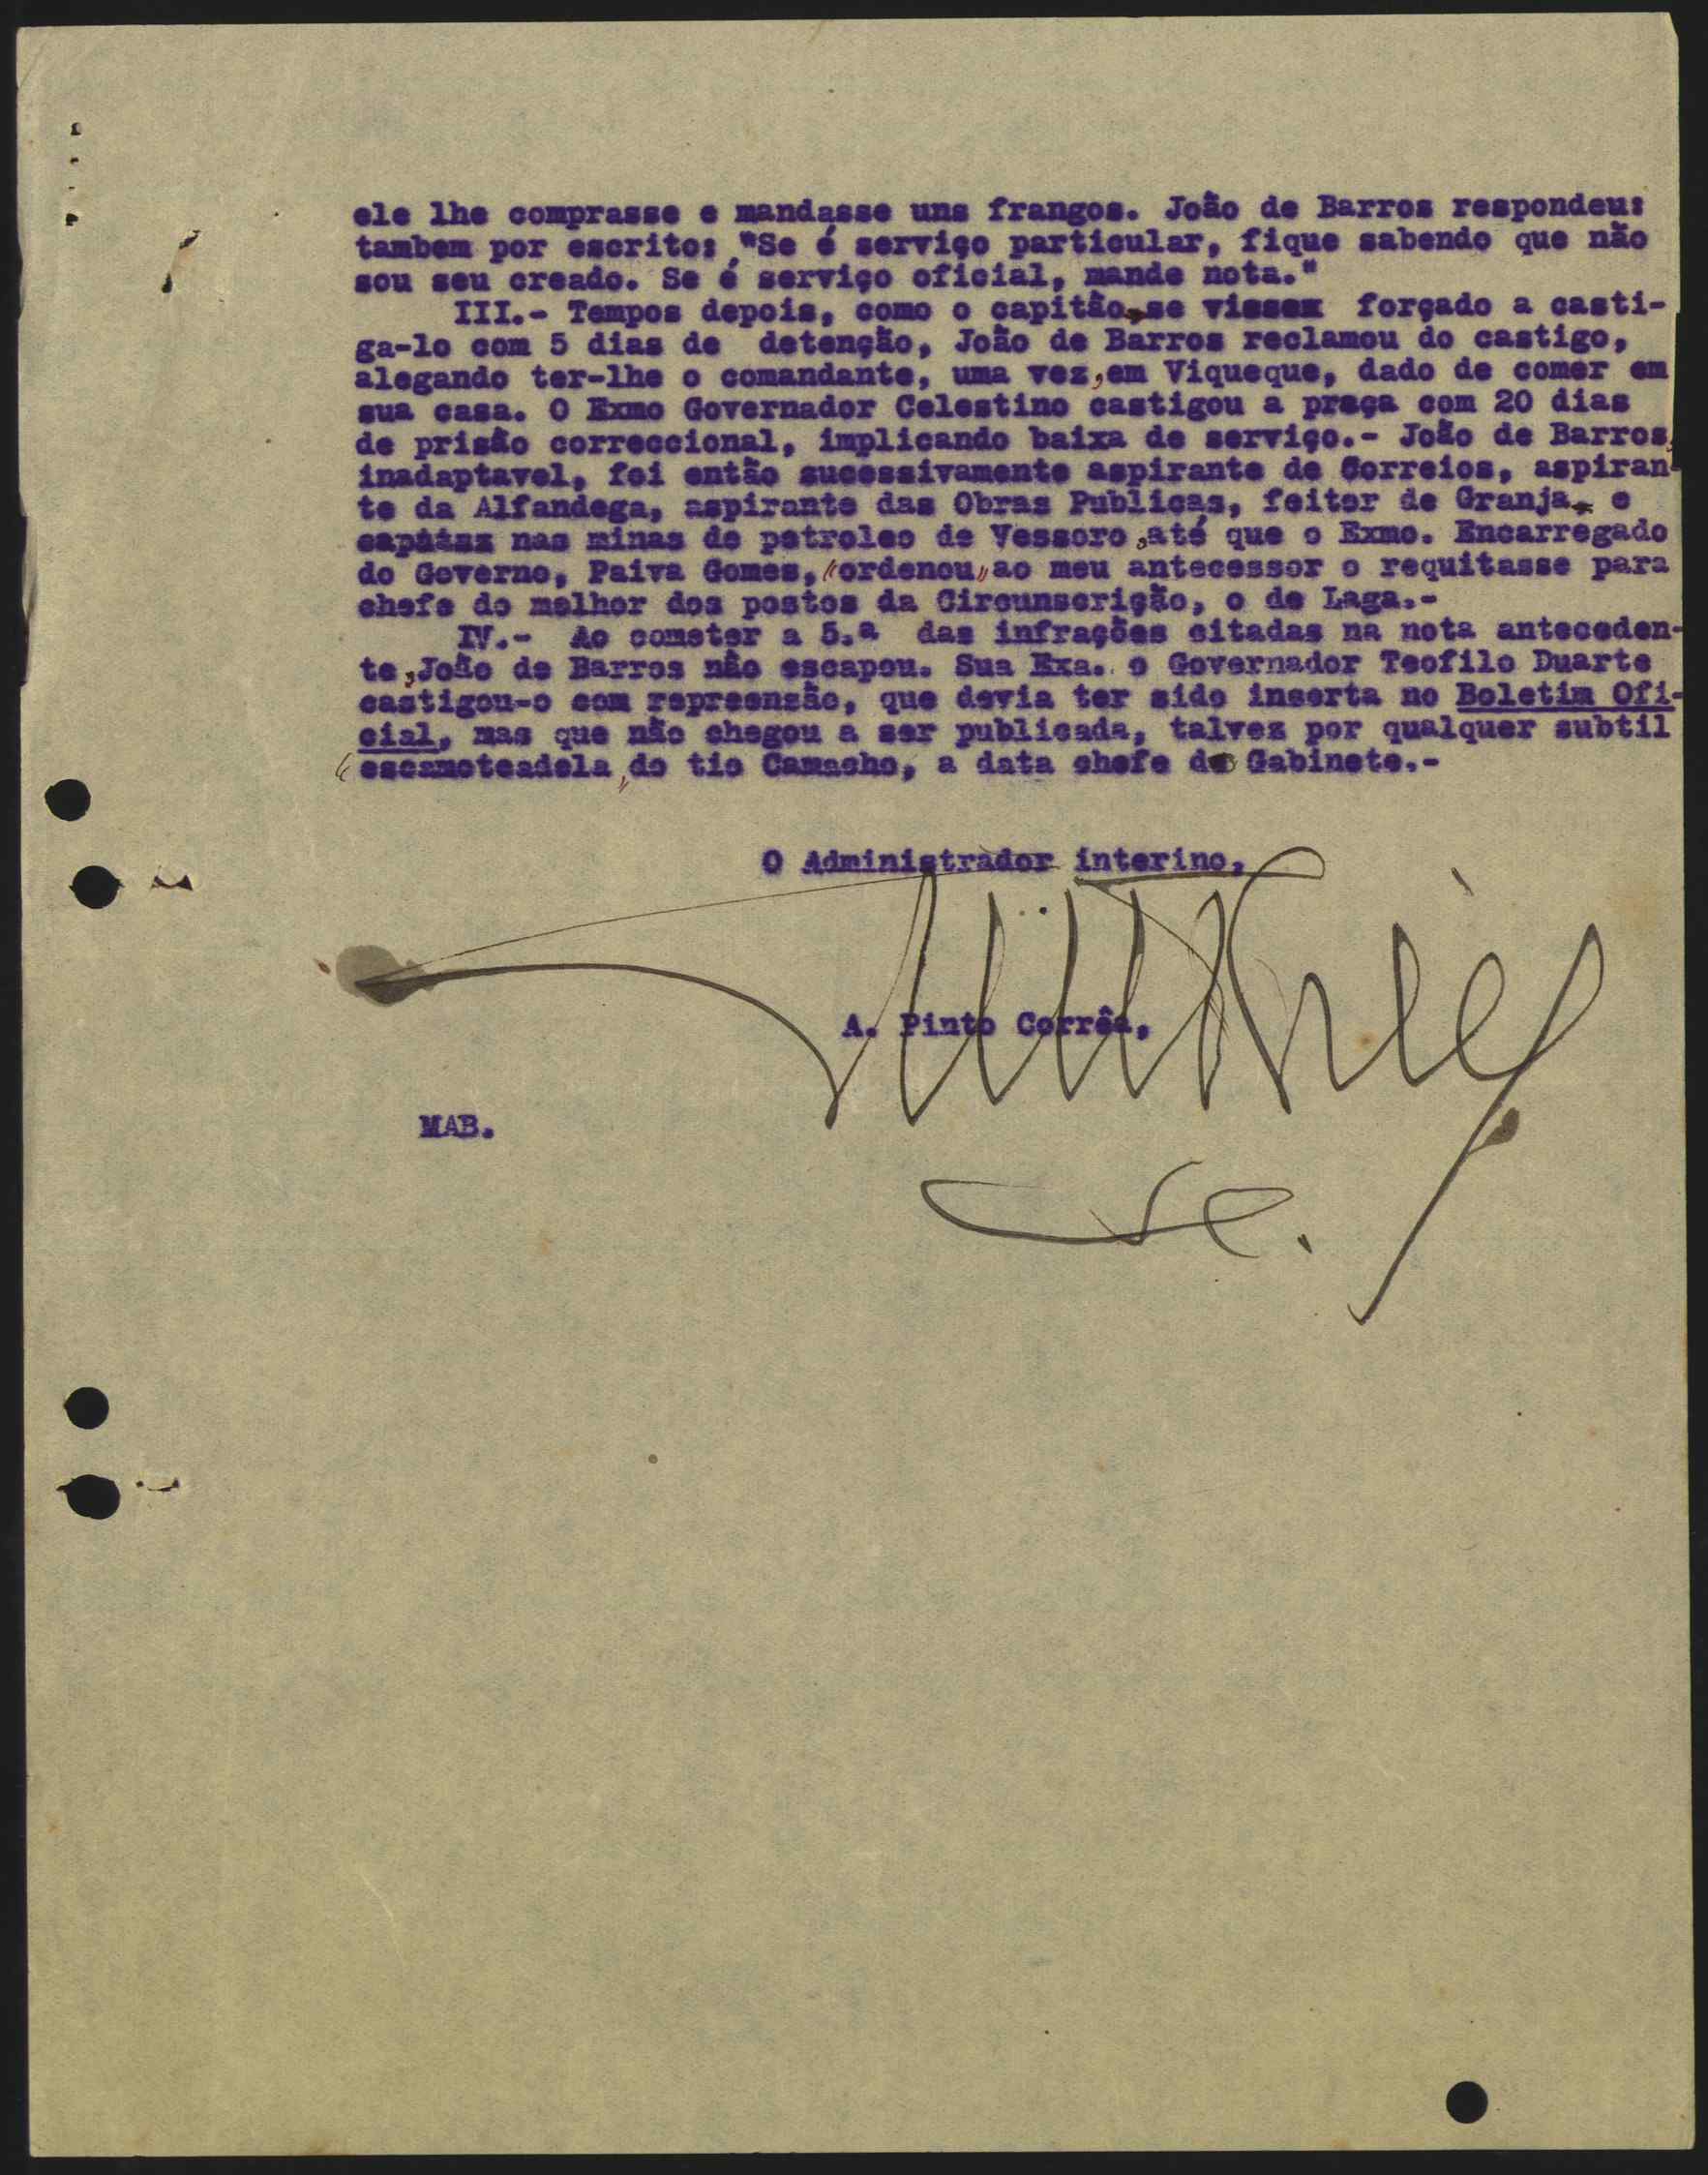 ele lhe comprasse e mandasse uns frangos. João de Barros respondeu:
tambem por escrito: "Se é serviço particular, fique sabendo que não
sou seu creado. Se é serviço oficial, mande nota."
III.- Tempos depois, como o capitão se visse forçado a casti-
ga-lo com 5 dias de detenção, João de Barros reclamou do castigo,
alegando ter-lhe o comandante, uma vez, em Viqueque, dado de comer em
sua casa. O Exmo Governador Celestino castigou a praça com 20 dias
de prisão correccional, implicando baixa de serviço.- João de Barros,
inadaptavel, foi então sucessivamente aspirante de Correios, aspiran-
te da Alfandega, aspirante das Obras Publicas, feitor de Granja e
nas minas de petroleo de Vessoro, até que o Exmo. Encarregado
do Governo, Paiva Gomes, "ordenou" ao meu antecessor o requitasse para
chefe do melhor dos postos da Circunscrição, o de Laga.-
IV.- Ao cometer a 5.ª das infrações citadas na nota anteceden-
te, João de Barros não escapou. Sua Exa. o Governador Teofilo Duarte
castigou-o com repreenzão, que devia ter sido inserta no Boletim Ofi-
cial, mas que não chegou a ser publicada, talvez por qualquer subtil
"escamoteadela" do tio Camacho, a data chefe de Gabinete.-
O Administrador interino,
A. Pinto Corrêa,
MAB.